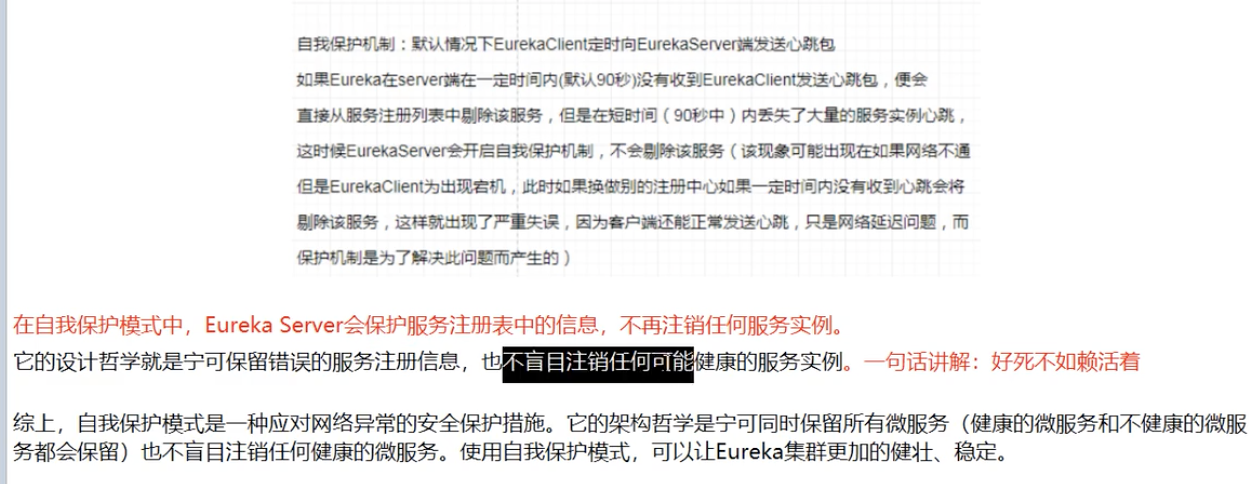 自我保护机制：默认情况下EurekaClient定时向EurekaServer端发送心跳包
如果Eureka在server端在一定时间内(默认90秒)没有收到EurekaClient发送心跳包，便会
直接从服务注册列表中剔除该服务，但是在短时间（90秒中）内丢失了大量的服务实例心跳，
这时候EurekaServer会开启自我保护机制，不会剔除该服务（该现象可能出现在如果网络不通
但是EurekaClient为出现宕机，此时如果换做别的注册中心如果一定时间内没有收到心跳会将
剔除该服务，这样就出现了严重失误，因为客户端还能正常发送心跳，只是网络延迟问题，而
保护机制是为了解决此问题而产生的）
在自我保护模式中，Eureka Server会保护服务注册表中的信息，不再注销任何服务实例。
它的设计哲学就是宁可保留错误的服务注册信息，也不盲目注销任何可能健康的服务实例。一句话讲解：好死不如赖活着
综上，自我保护模式是一种应对网络异常的安全保护措施。它的架构哲学是宁可同时保留所有微服务（健康的微服务和不健康的微服
务都会保留）也不盲目注销任何健康的微服务。使用自我保护模式，可以让Eureka集群更加的健壮、稳定。